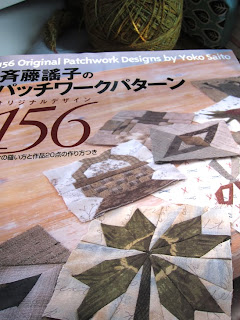 156 Original Patchwork Designs by Yoko Saito
斉藤謠子の
パッチワークパターン
オリジナルデザイン
156
の縫い方と作品20点の作り方つき